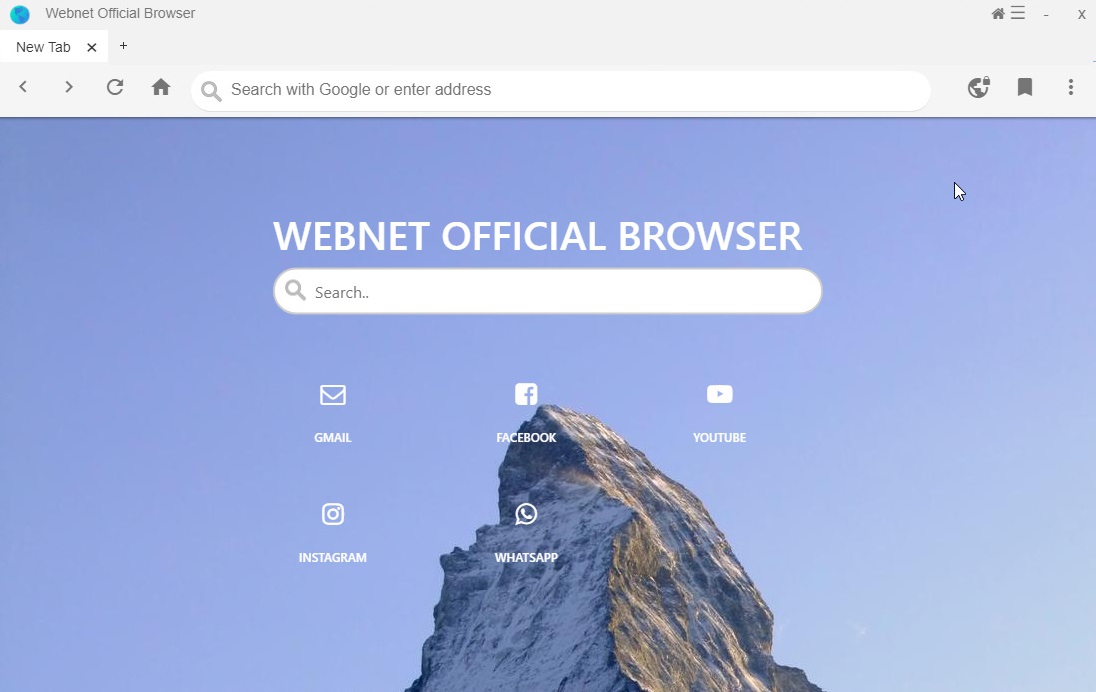 Webnet Official Browser
- x
New Tab × +
Search with Google or enter address
WEBNET OFFICIAL BROWSER
Search..
GMAIL FACEBOOK YOUTUBE
INSTAGRAM WHATSAPP